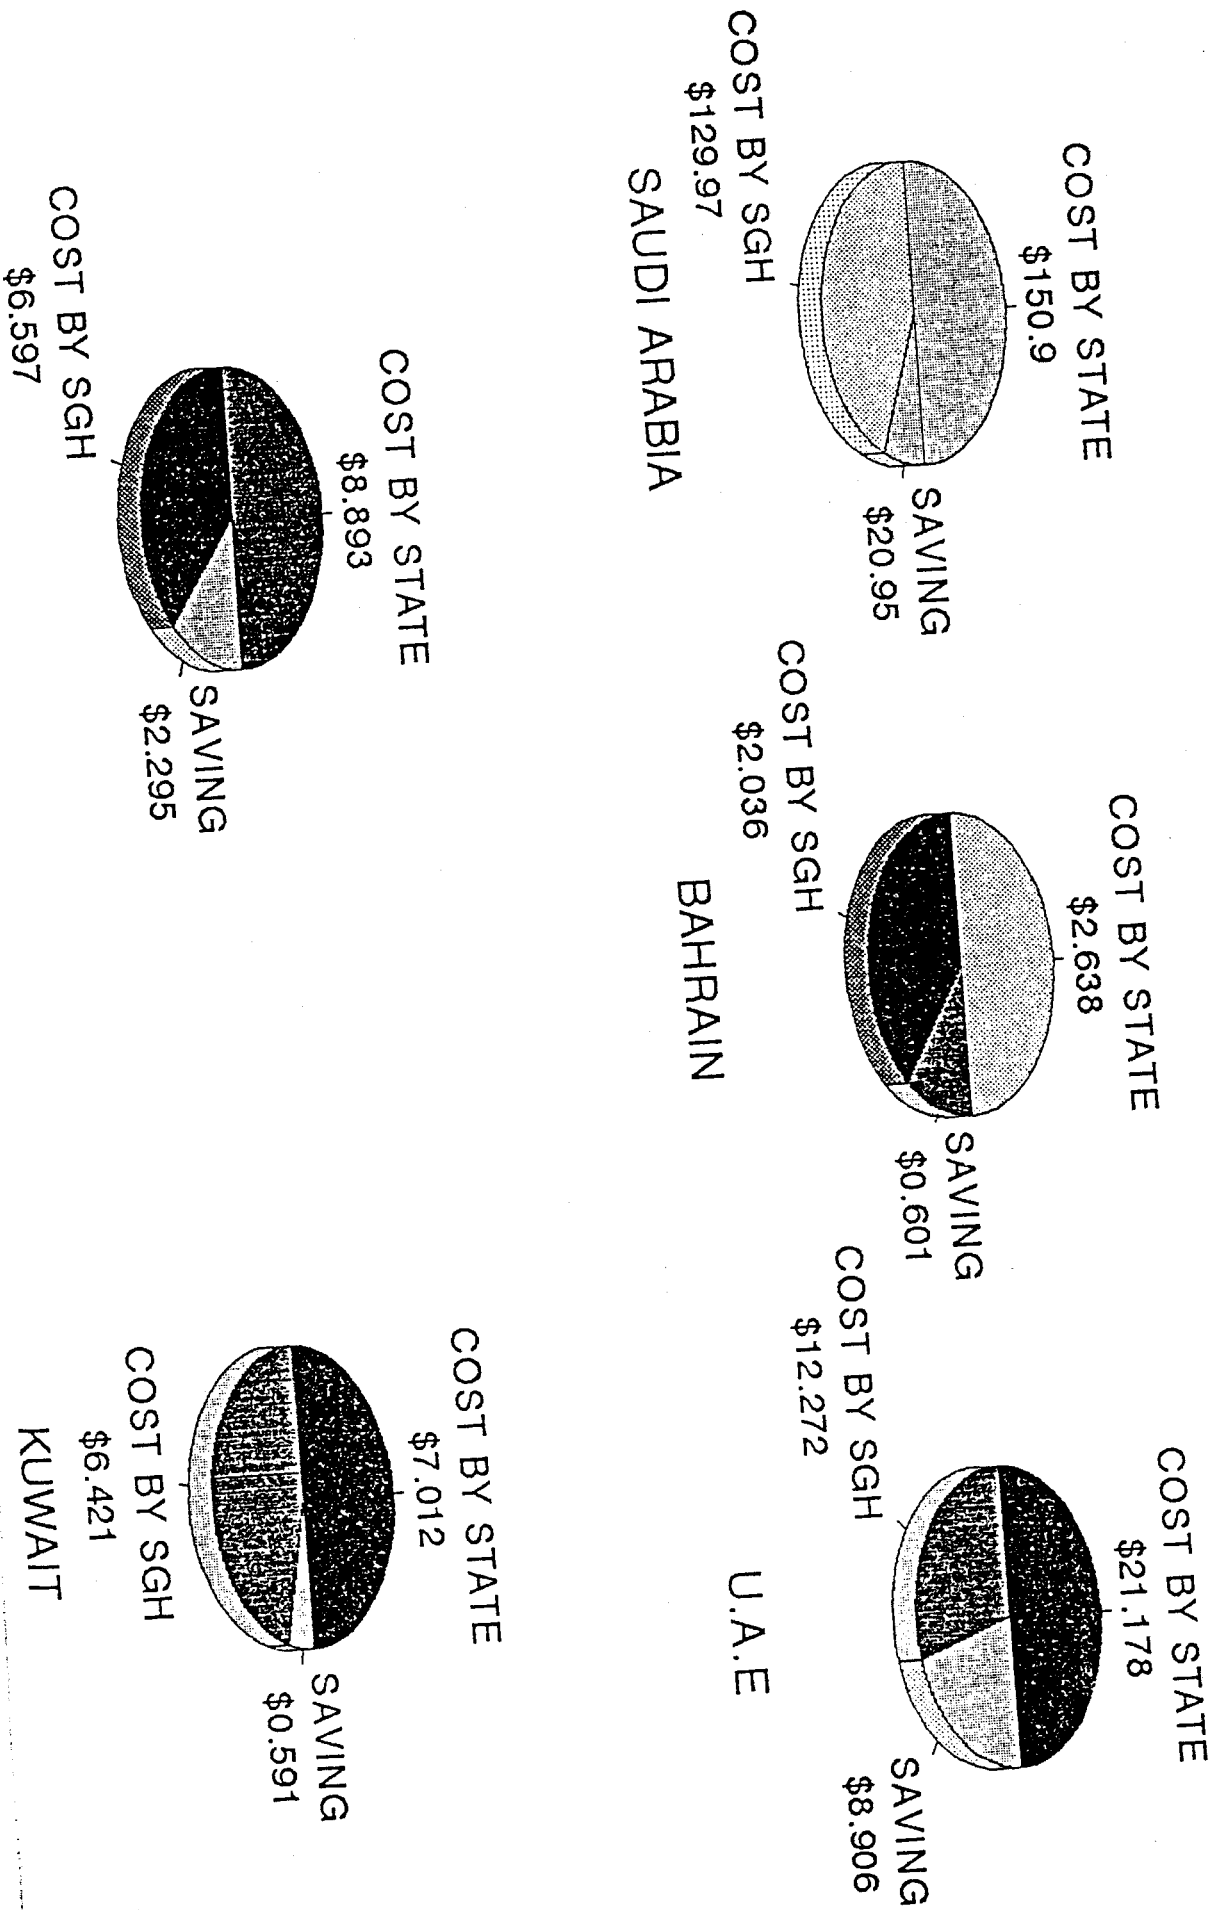 COST BY STATE
$150.9
SAVING
$20.95
COST BY SGH
$129.97
SAUDI ARABIA
COST BY STATE
$2.638
SAVING
$0.601
COST BY SGH
$2.036
BAHRAIN
COST BY STATE
$21.178
SAVING
$8.906
COST BY SGH
$12.272
U.A.E
COST BY STATE
$8.893
SAVING
$2.295
COST BY SGH
$6.597
COST BY STATE
$7.012
SAVING
$0.591
COST BY SGH
$6.421
KUWAIT